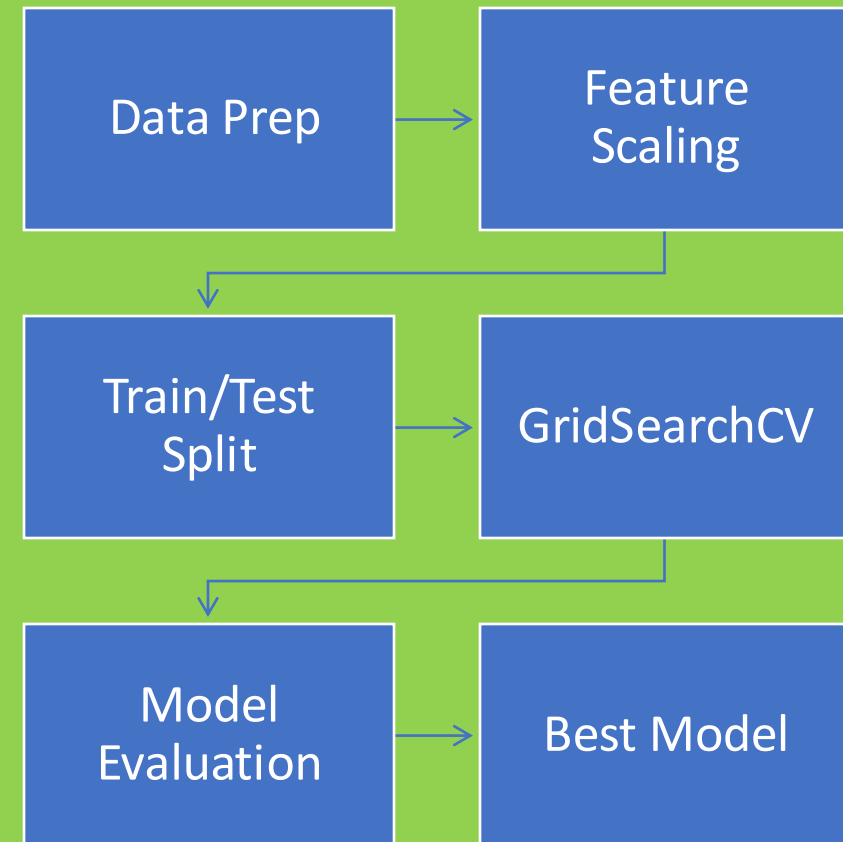 Data Prep
Feature
Scaling
Train/Test
Split
GridSearchCV
Model
Evaluation
Best Model